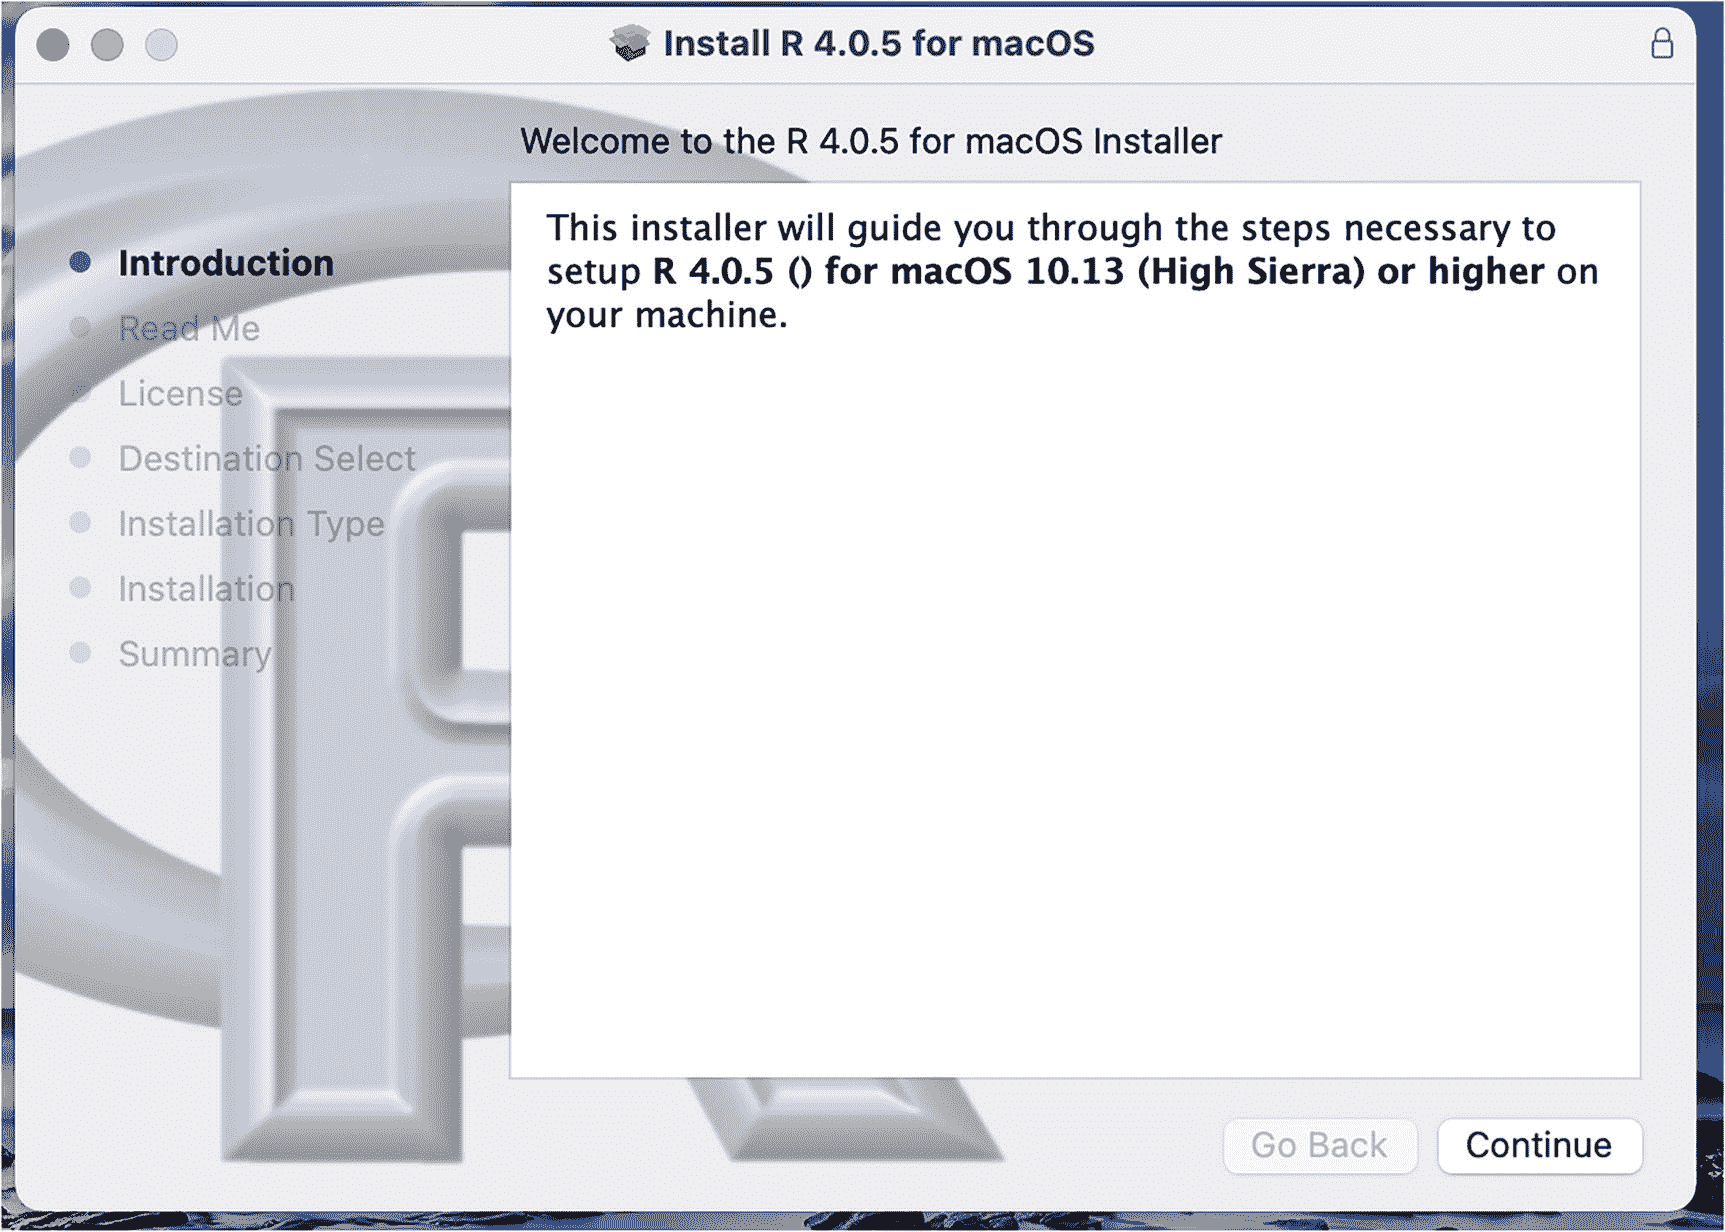 Install R 4.0.5 for macOS
Welcome to the R 4.0.5 for macOS Installer
Introduction
Read Me
License
Destination Select
Installation Type
Installation
Summary
This installer will guide you through the steps necessary to
setup R 4.0.5 () for macOS 10.13 (High Sierra) or higher on
your machine.
Go Back
Continue